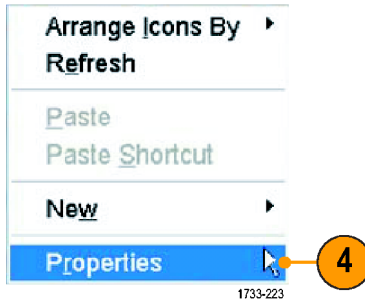 Arrange Icons By
Refresh
Paste
Paste Shortcut
New
Properties
4
1733-223